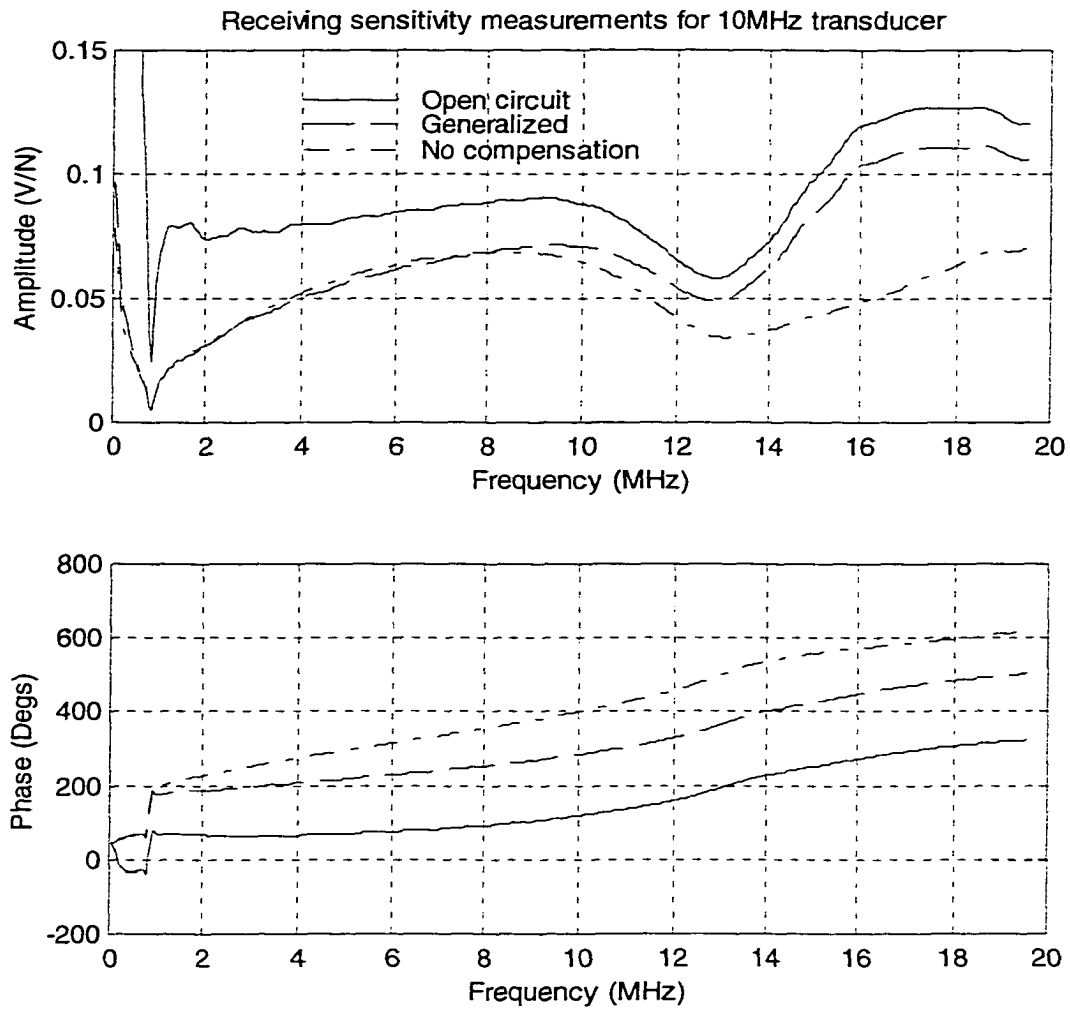 Receiving sensitivity measurements for 10MHz transducer
0.15
0.1
0.05
0
Amplitude (V/N)
Open circuit
Generalized
No compensation
0 2 4 6 8 10 12 14 16 18 20
Frequency (MHz)
800
600
400
200
0
-200
Phase (Degs)
0 2 4 6 8 10 12 14 16 18 20
Frequency (MHz)